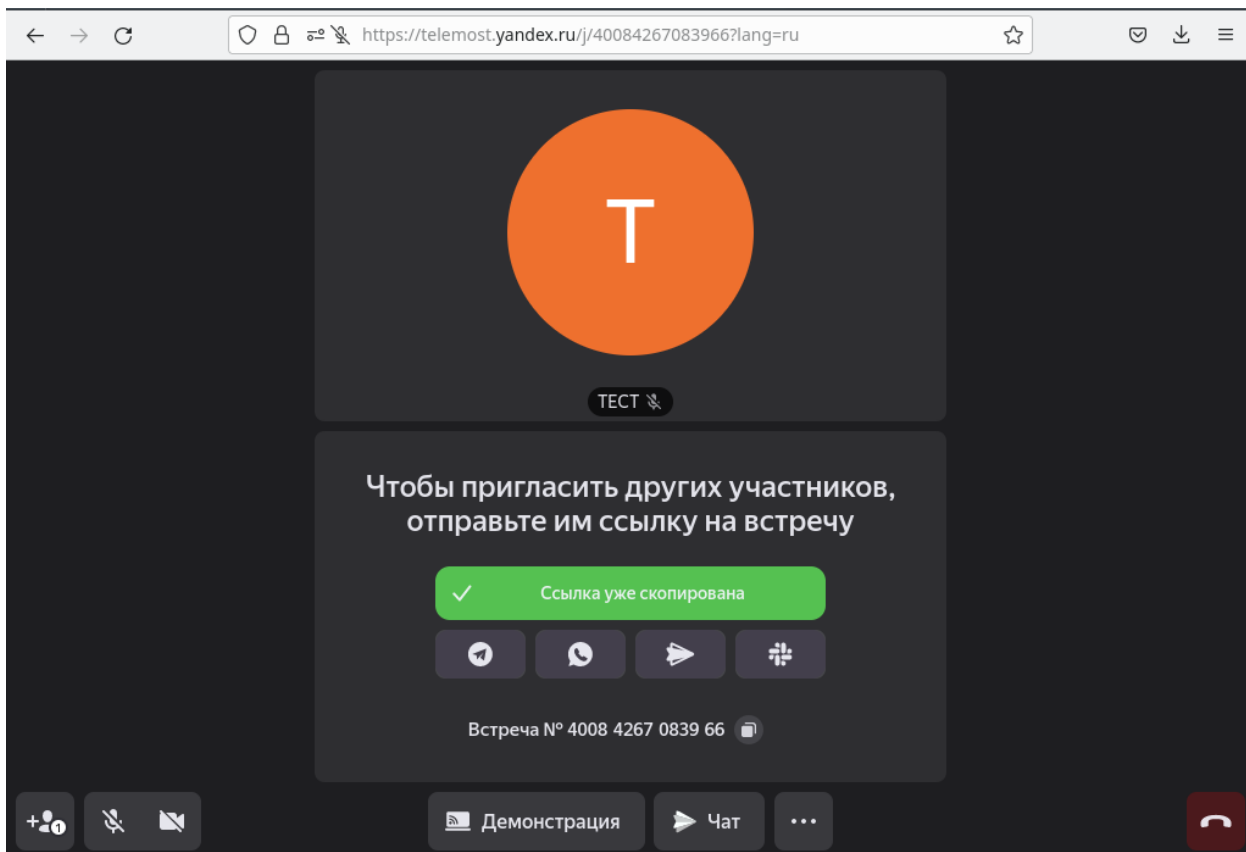 https://telemost.yandex.ru/j/40084267083966?lang=ru
Т
ТЕСТ
Чтобы пригласить других участников,
отправьте им ссылку на встречу
Ссылка уже скопирована
Встреча № 4008 4267 0839 66
1
Демонстрация
Чат